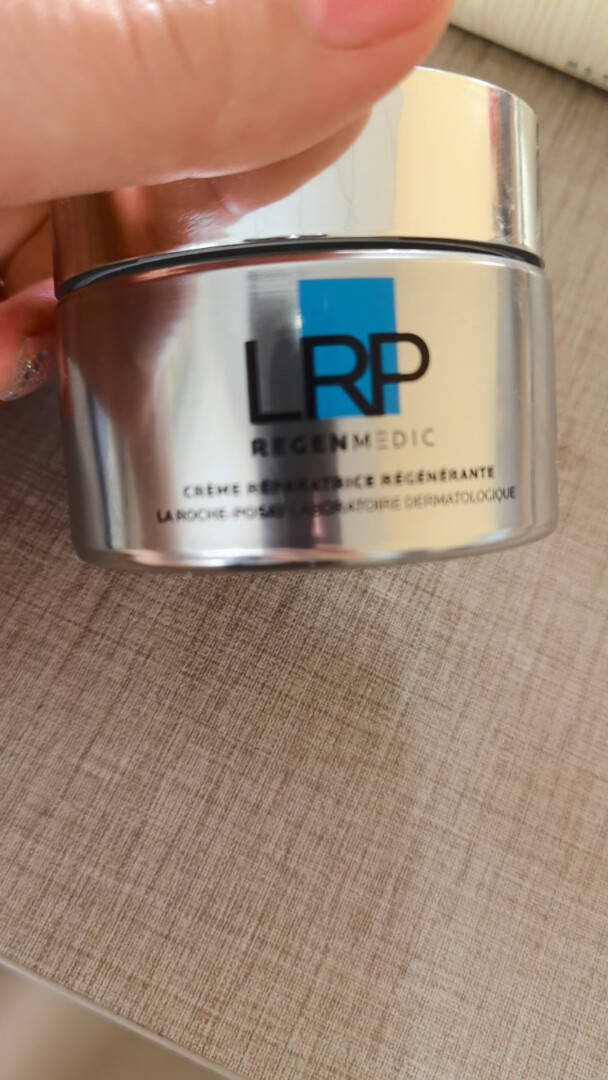 LRP
REGENMEDIC
CRÈME RÉPARATRICE RÉGÉNÉRANTE
LA ROCHE-POSAY LABORATOIRE DERMATOLOGIQUE